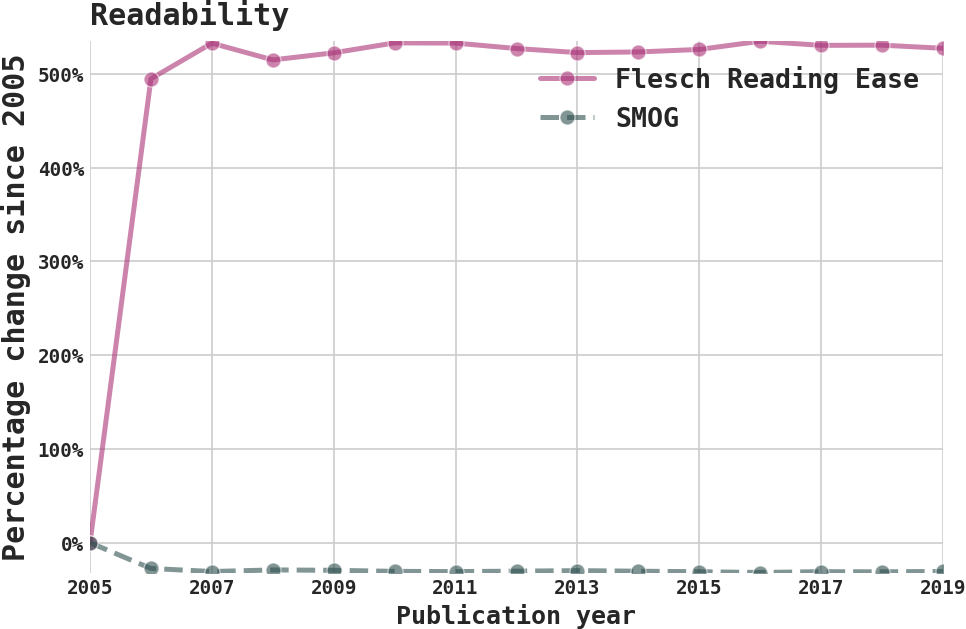 Readability
Percentage change since 2005
500%
400%
300%
200%
100%
0%
Flesch Reading Ease
SMOG
2005 2007 2009 2011 2013 2015 2017 2019
Publication year